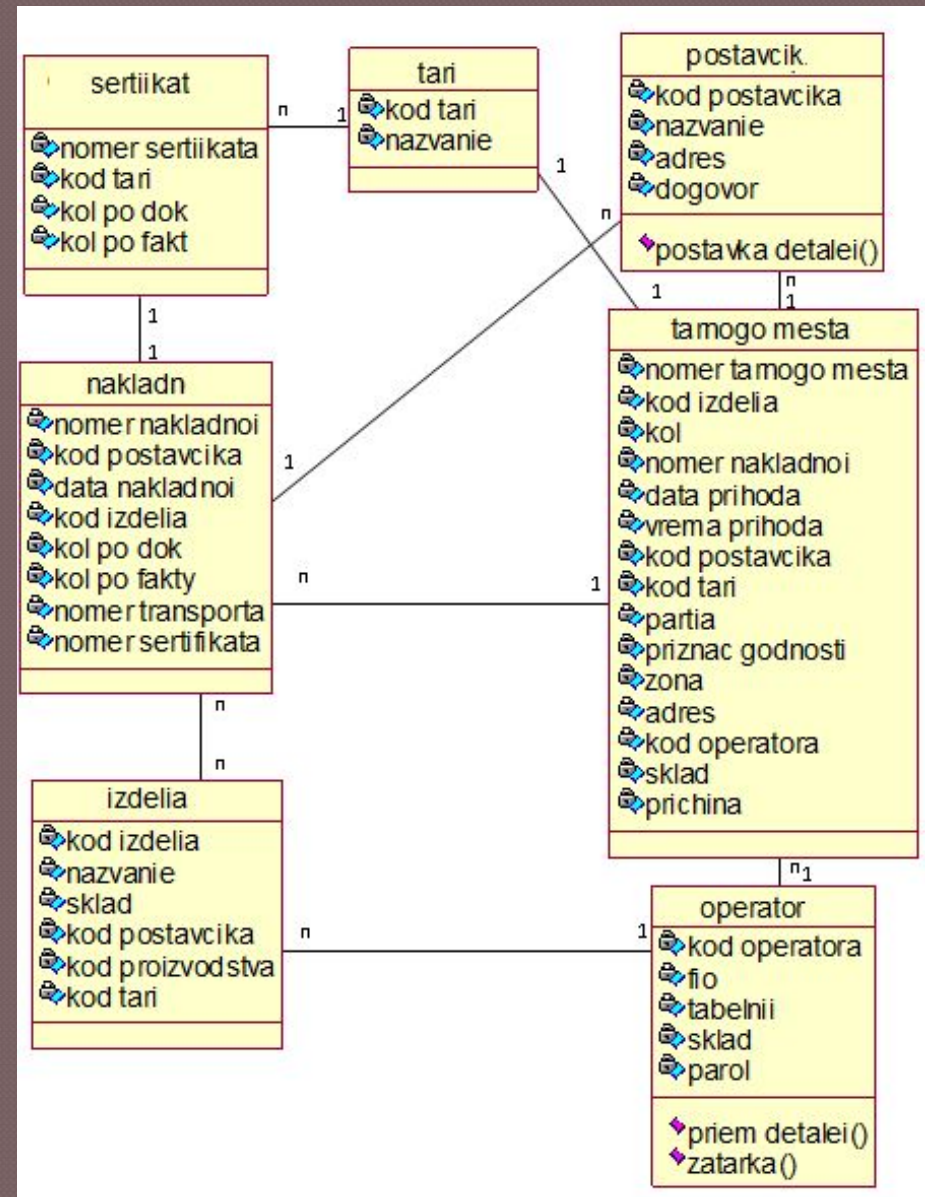 sertiikat
nomer sertiikata
kod tari
kol po dok
kol po fakt
п
1
tari
kod tari
nazvanie
postavcik.
kod postavcika
nazvanie
adres
dogovor
postavka detalei()
1
1
п
1
п
1
1
1
nakladn
nomer nakladnoi
kod postavcika
data nakladnoi
kod izdelia
kol po dok
kol po fakty
nomer transporta
nomer sertifikata
п
1
tarnogo mesta
nomer tarnogo mesta
kod izdelia
kol
nomer nakladnoi
data prihoda
vrema prihoda
kod postavcika
kod tari
partia
priznac godnosti
zona
adres
kod operatora
sklad
prichina
п
п
izdelia
kod izdelia
nazvanie
sklad
kod postavcika
kod proizvodstva
kod tari
п
1
п1
operator
kod operatora
fio
tabelnii
sklad
parol
priem detalei()
zatarka()